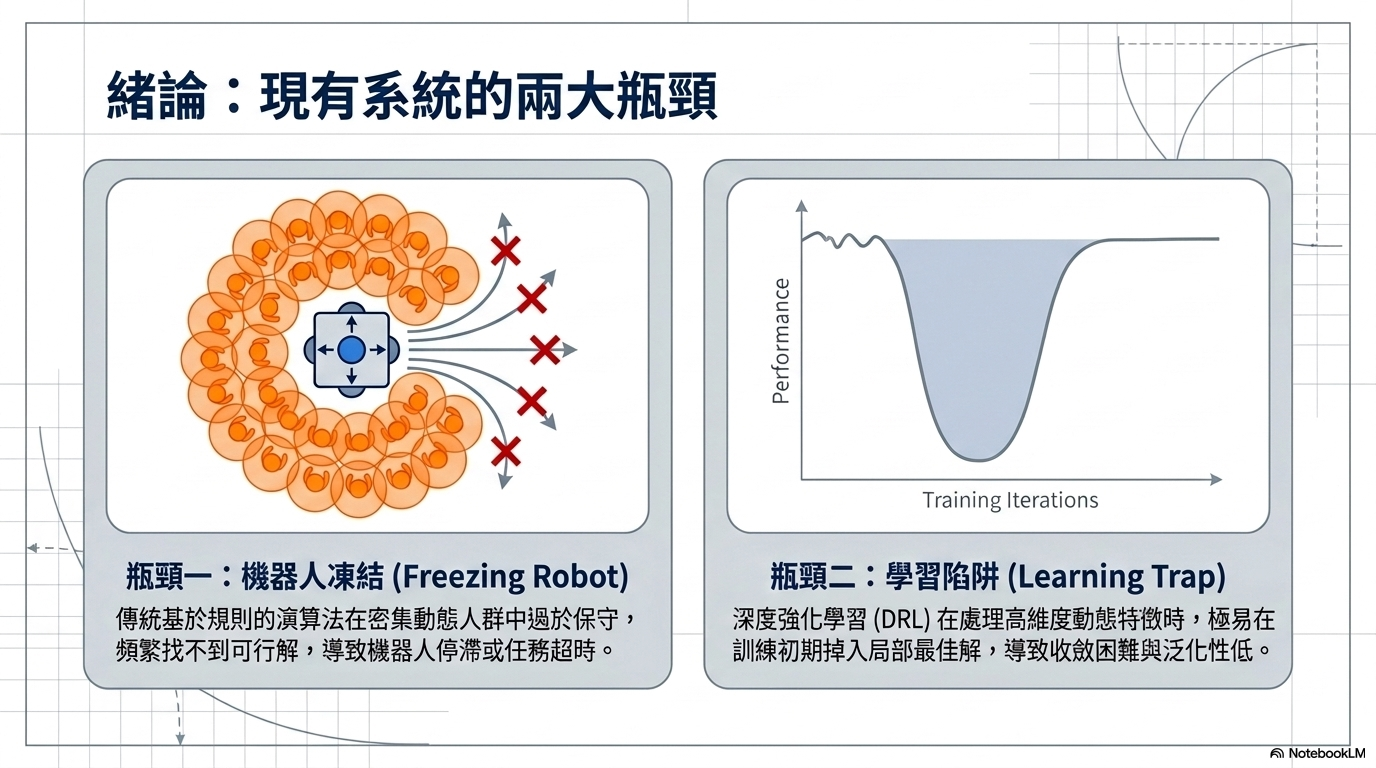 緒論：現有系統的兩大瓶頸
瓶頸一：機器人凍結 (Freezing Robot)
傳統基於規則的演算法在密集動態人群中過於保守，
頻繁找不到可行解，導致機器人停滯或任務超時。
Performance
Training Iterations
瓶頸二：學習陷阱 (Learning Trap)
深度強化學習 (DRL) 在處理高維度動態特徵時，極易在
訓練初期掉入局部最佳解，導致收斂困難與泛化性低。
NotebookLM